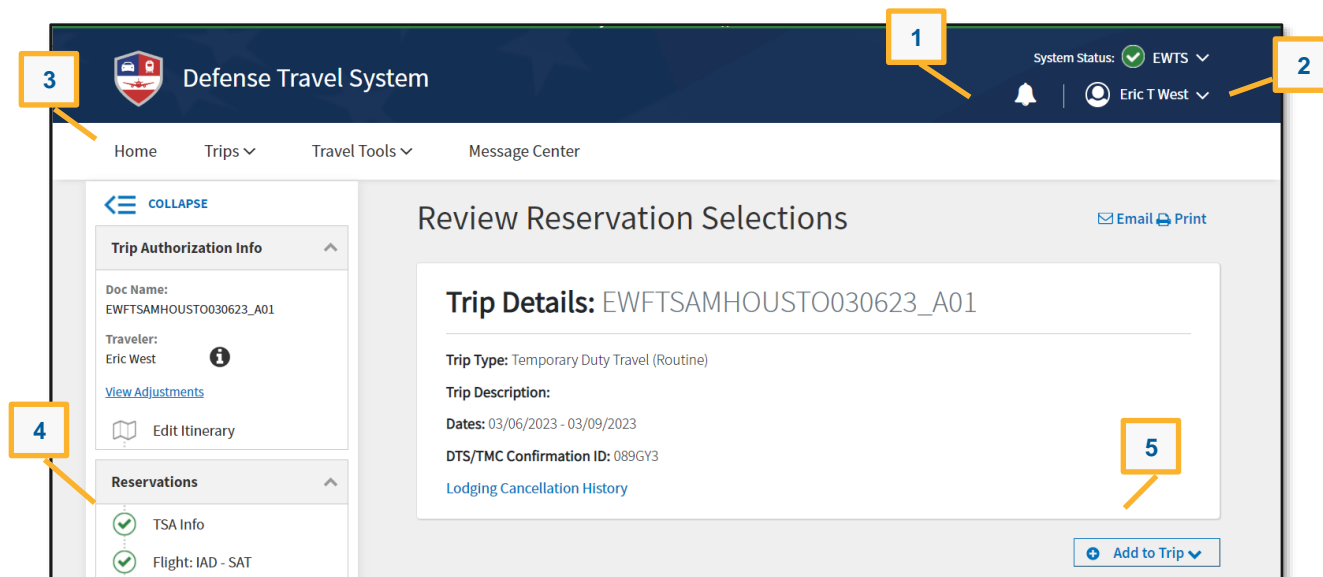 1
System Status: EWTS
2
3
Defense Travel System
Eric T West
Home Trips Travel Tools Message Center
COLLAPSE
Trip Authorization Info
Doc Name:
EWFTSAMHOUSTO030623_A01
Traveler:
Eric West
View Adjustments
Edit Itinerary
4
Reservations
TSA Info
Flight: IAD - SAT
Review Reservation Selections
Email Print
Trip Details: EWFTSAMHOUSTO030623_A01
Trip Type: Temporary Duty Travel (Routine)
Trip Description:
Dates: 03/06/2023 - 03/09/2023
DTS/TMC Confirmation ID: 089GY3
Lodging Cancellation History
5
Add to Trip